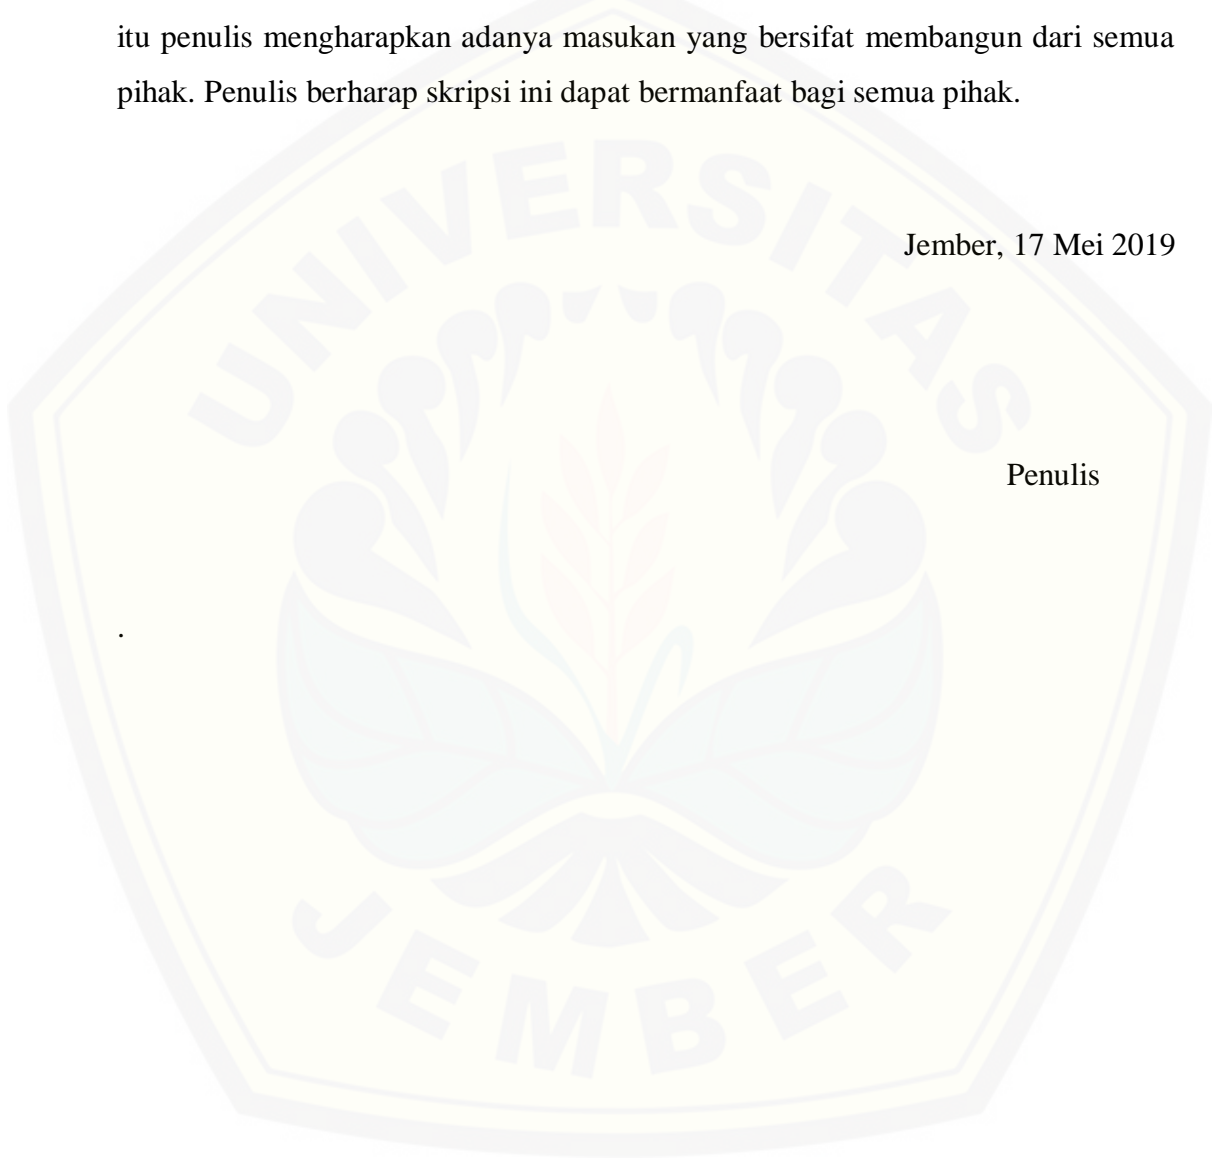 itu penulis mengharapkan adanya masukan yang bersifat membangun dari semua
pihak. Penulis berharap skripsi ini dapat bermanfaat bagi semua pihak.
UNIVERSITAS
Jember, 17 Mei 2019
Penulis
.
JEMBER